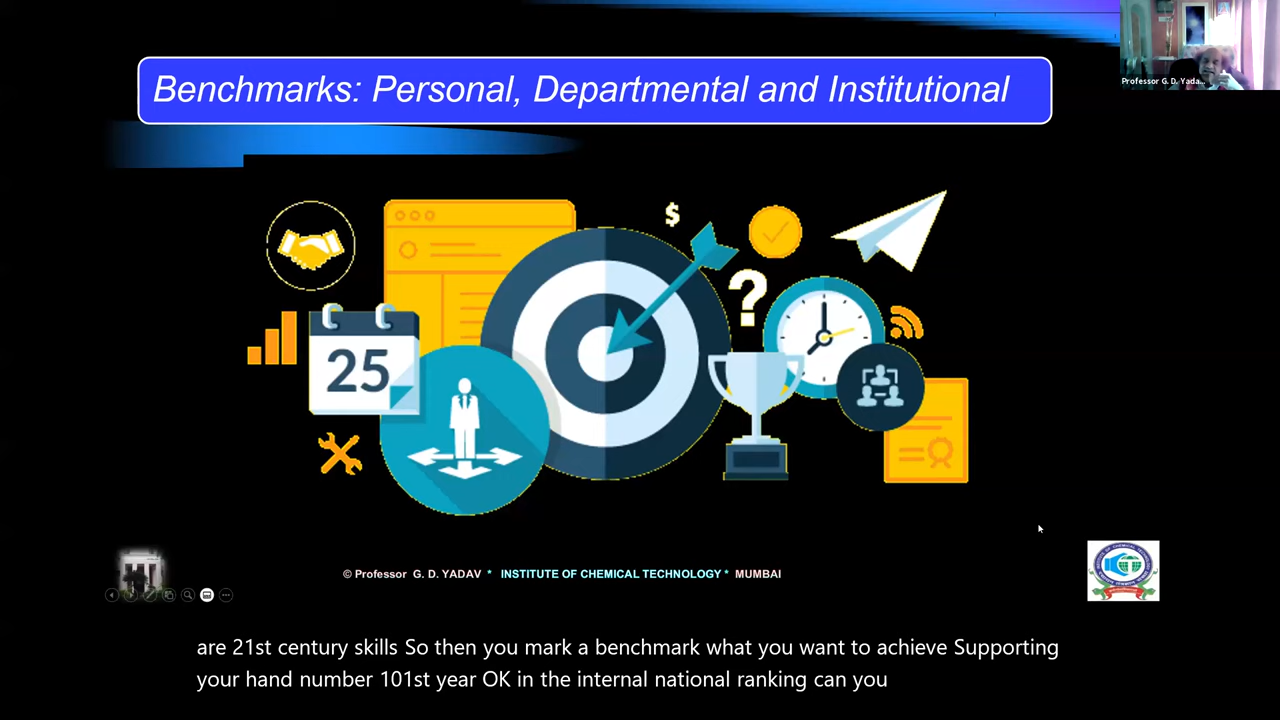 Benchmarks: Personal, Departmental and Institutional
Professor G. D. Yada...
$
?
25
© Professor G. D. YADAV * INSTITUTE OF CHEMICAL TECHNOLOGY * MUMBAI
are 21st century skills So then you mark a benchmark what you want to achieve Supporting
your hand number 101st year OK in the internal national ranking can you